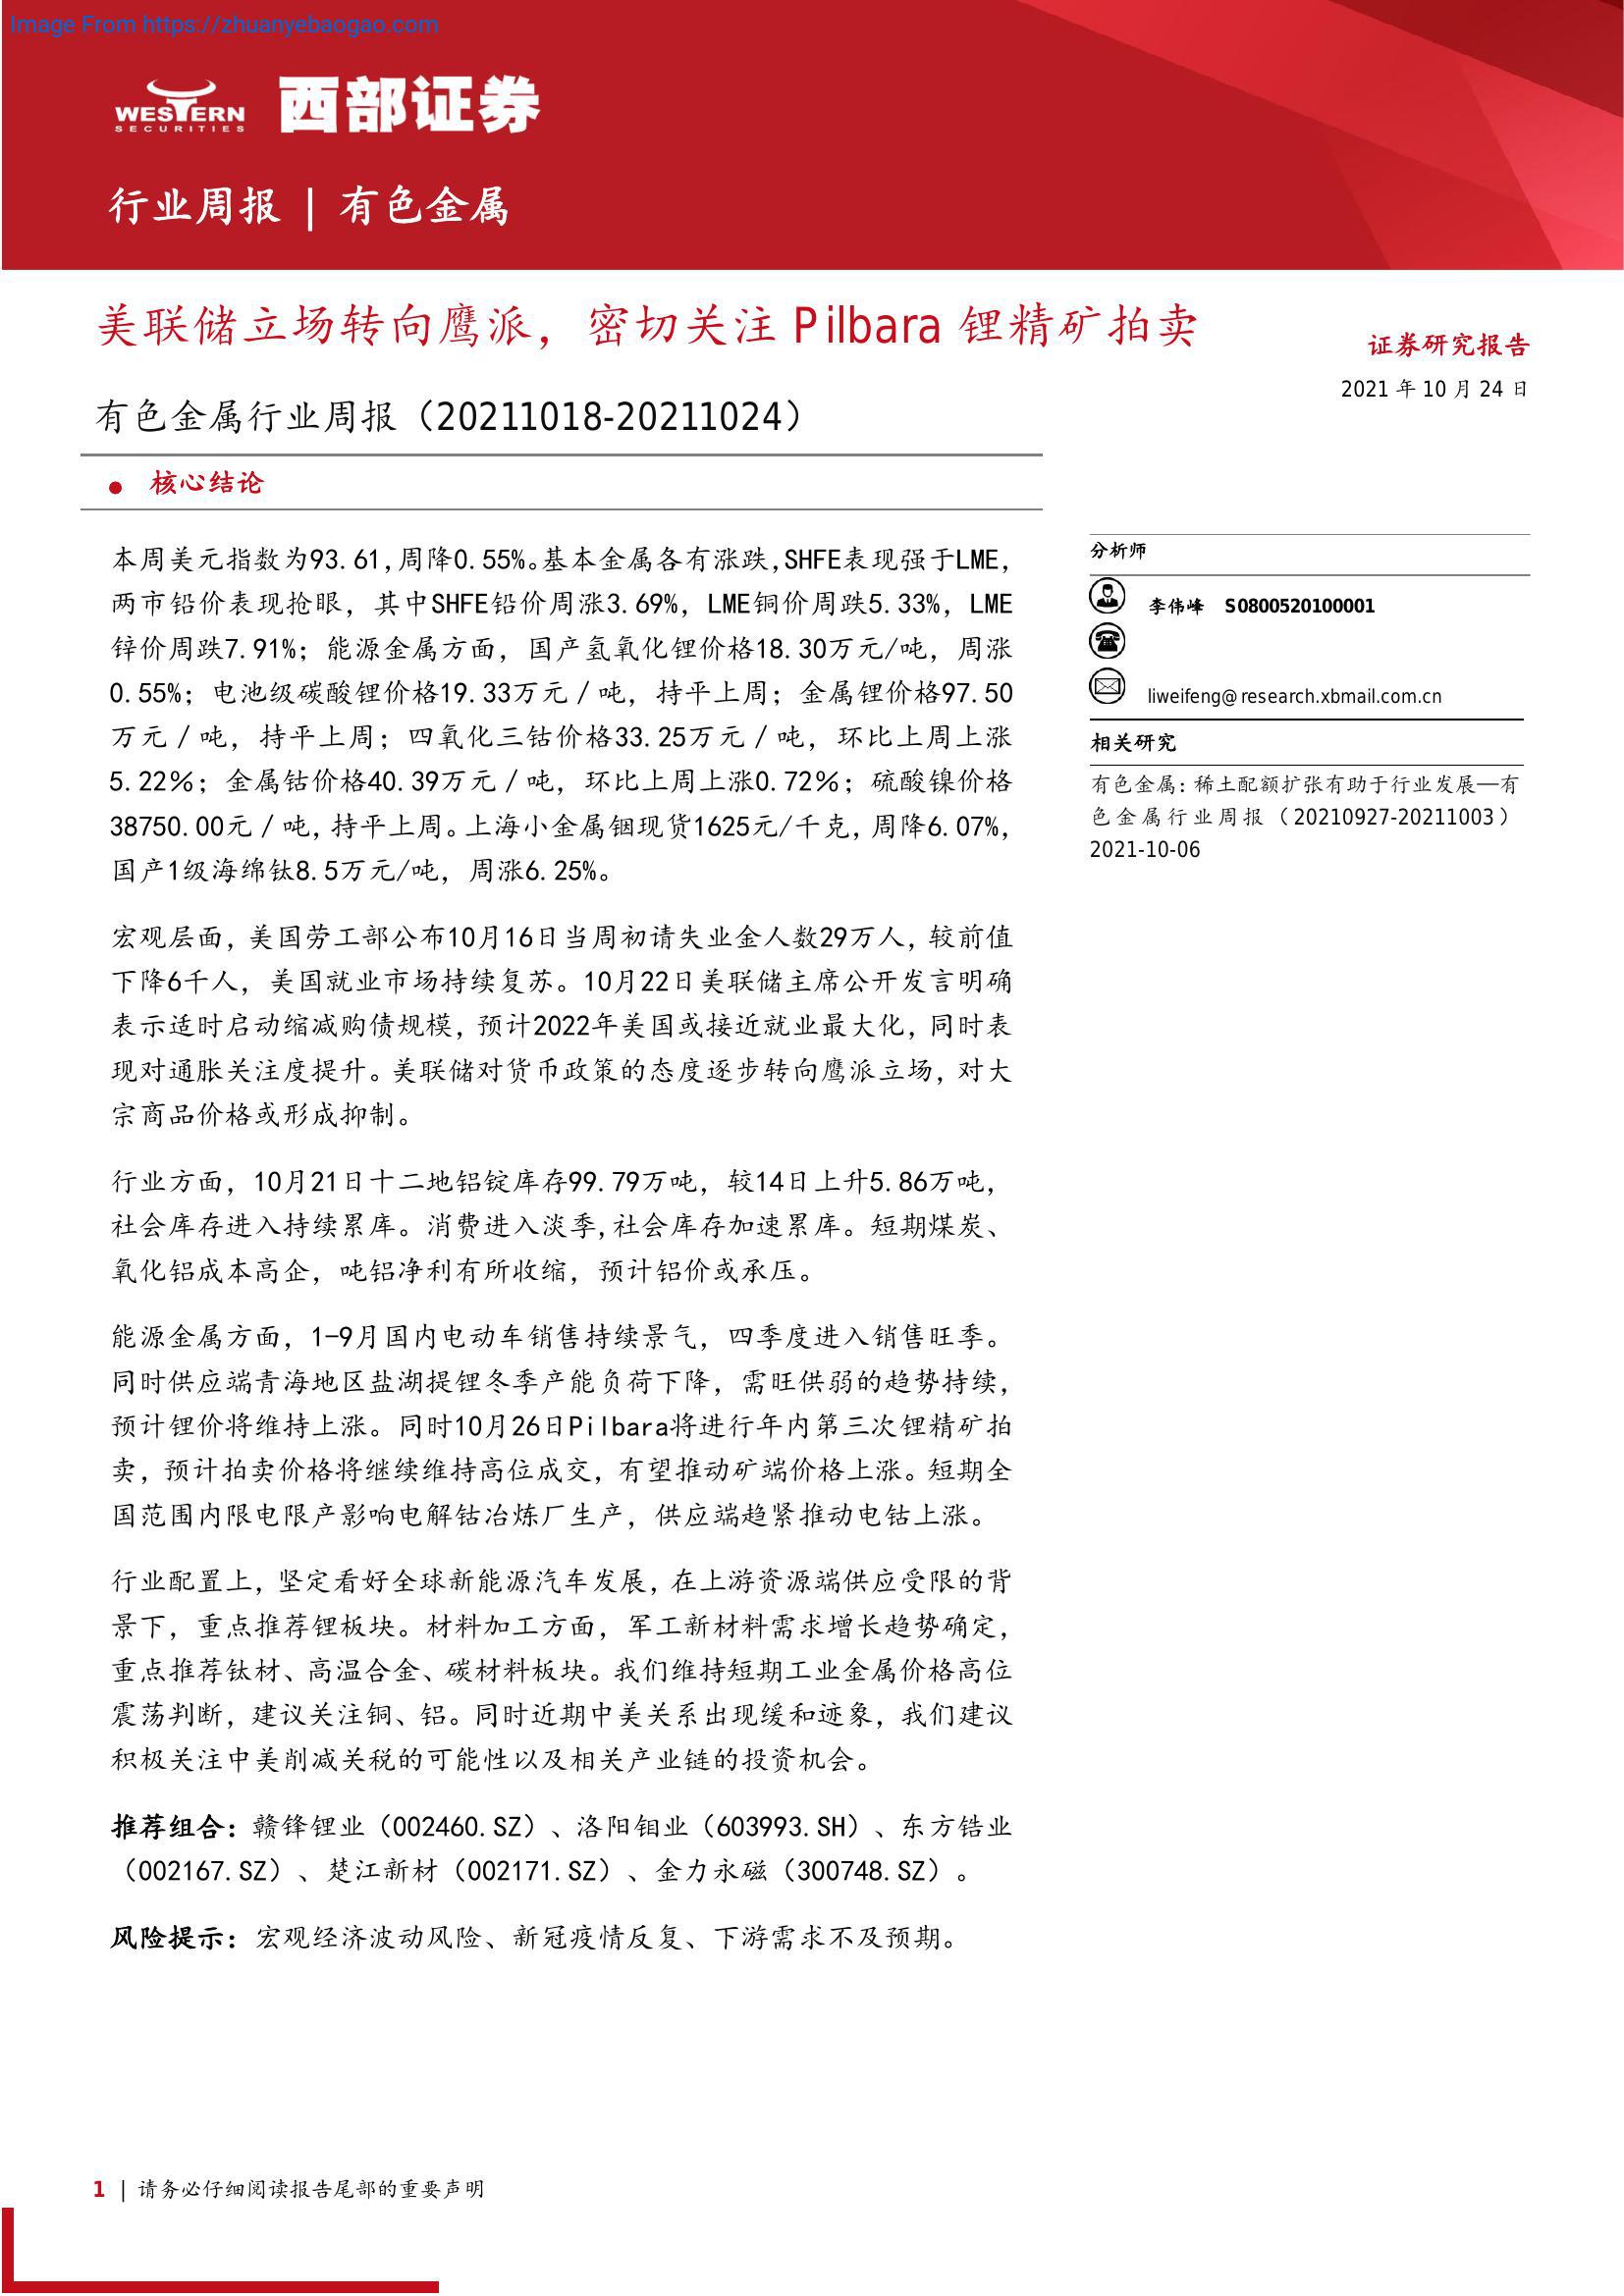 Image From https://zhuanyebaogao.com
WESTERN
SECURITIES
西部证券
行业周报 | 有色金属
美联储立场转向鹰派，密切关注 Pilbara 锂精矿拍卖
证券研究报告
2021 年 10 月 24 日
有色金属行业周报（20211018-20211024）
● 核心结论
本周美元指数为93.61,周降0.55%。基本金属各有涨跌,SHFE表现强于LME，
两市铅价表现抢眼，其中SHFE铅价周涨3.69%，LME铜价周跌5.33%，LME
锌价周跌7.91%；能源金属方面，国产氢氧化锂价格18.30万元/吨，周涨
0.55%；电池级碳酸锂价格19.33万元／吨，持平上周；金属锂价格97.50
万元／吨，持平上周；四氧化三钴价格33.25万元／吨，环比上周上涨
5.22％；金属钴价格40.39万元／吨，环比上周上涨0.72％；硫酸镍价格
38750.00元／吨,持平上周。上海小金属铟现货1625元/千克,周降6.07%，
国产1级海绵钛8.5万元/吨，周涨6.25%。
宏观层面，美国劳工部公布10月16日当周初请失业金人数29万人，较前值
下降6千人，美国就业市场持续复苏。10月22日美联储主席公开发言明确
表示适时启动缩减购债规模，预计2022年美国或接近就业最大化，同时表
现对通胀关注度提升。美联储对货币政策的态度逐步转向鹰派立场，对大
宗商品价格或形成抑制。
行业方面，10月21日十二地铝锭库存99.79万吨，较14日上升5.86万吨，
社会库存进入持续累库。消费进入淡季,社会库存加速累库。短期煤炭、
氧化铝成本高企，吨铝净利有所收缩，预计铝价或承压。
能源金属方面，1-9月国内电动车销售持续景气，四季度进入销售旺季。
同时供应端青海地区盐湖提锂冬季产能负荷下降，需旺供弱的趋势持续，
预计锂价将维持上涨。同时10月26日Pilbara将进行年内第三次锂精矿拍
卖，预计拍卖价格将继续维持高位成交，有望推动矿端价格上涨。短期全
国范围内限电限产影响电解钴冶炼厂生产，供应端趋紧推动电钴上涨。
行业配置上，坚定看好全球新能源汽车发展，在上游资源端供应受限的背
景下，重点推荐锂板块。材料加工方面，军工新材料需求增长趋势确定，
重点推荐钛材、高温合金、碳材料板块。我们维持短期工业金属价格高位
震荡判断，建议关注铜、铝。同时近期中美关系出现缓和迹象，我们建议
积极关注中美削减关税的可能性以及相关产业链的投资机会。
推荐组合：赣锋锂业（002460.SZ）、洛阳钼业（603993.SH）、东方锆业
（002167.SZ）、楚江新材（002171.SZ）、金力永磁（300748.SZ）。
风险提示：宏观经济波动风险、新冠疫情反复、下游需求不及预期。
分析师
李伟峰 S0800520100001
liweifeng@research.xbmail.com.cn
相关研究
有色金属：稀土配额扩张有助于行业发展—有
色金属行业周报（20210927-20211003）
2021-10-06
1 | 请务必仔细阅读报告尾部的重要声明